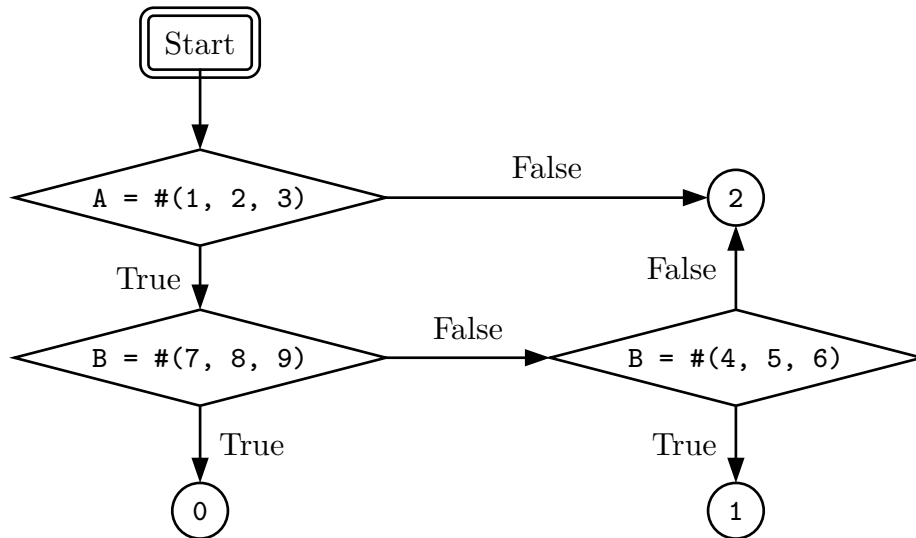 Start
False
A = #(1, 2, 3)
2
True
False
False
B = #(7, 8, 9)
B = #(4, 5, 6)
True
True
0
1